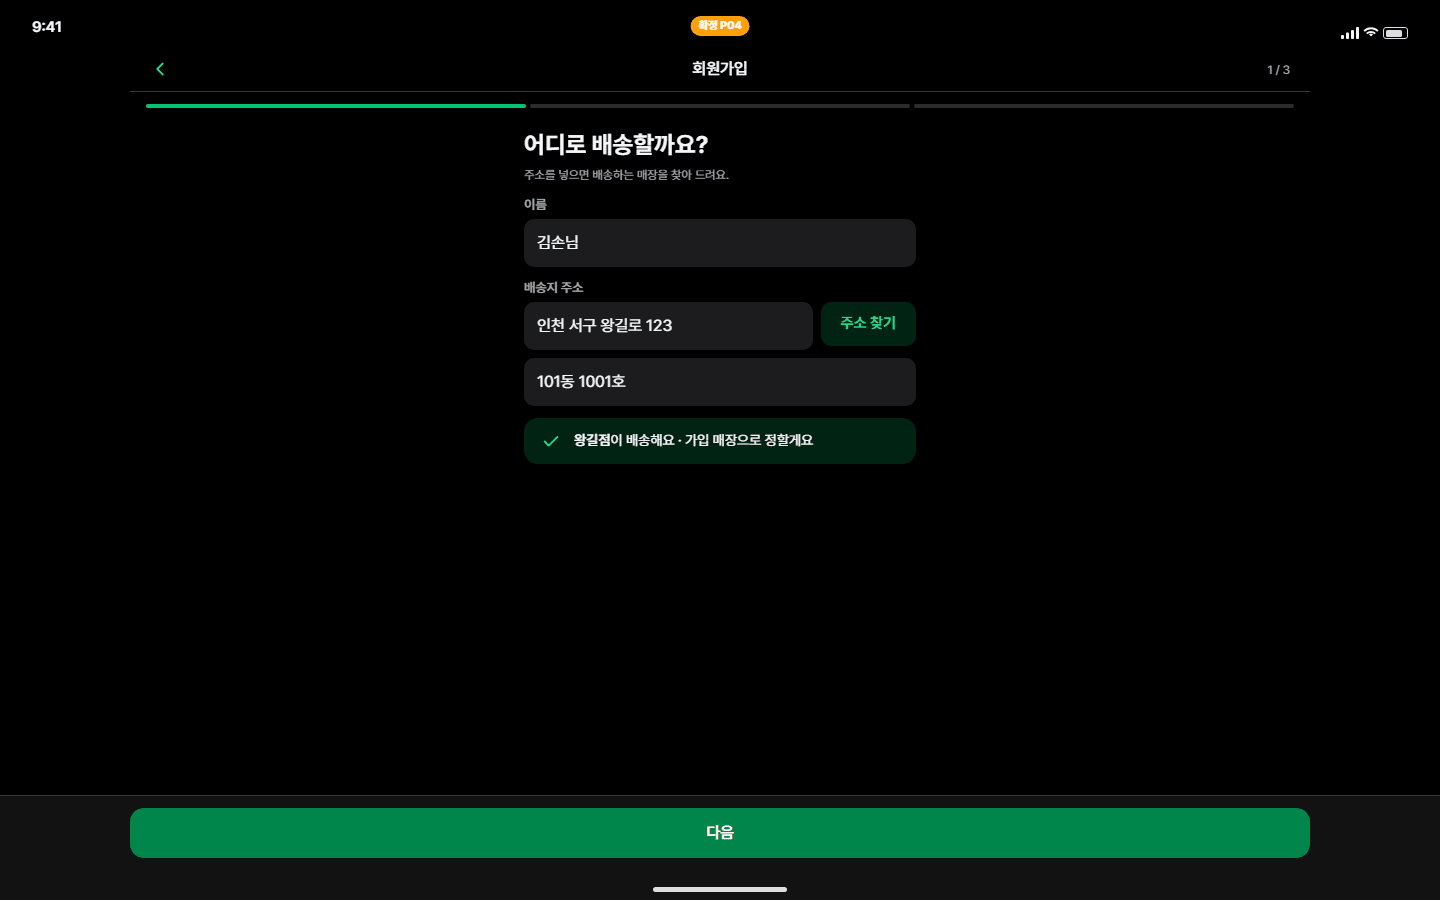 9:41
확정 P04
회원가입
1 / 3
어디로 배송할까요?
주소를 넣으면 배송하는 매장을 찾아 드려요.
이름
김손님
배송지 주소
인천 서구 왕길로 123
주소 찾기
101동 1001호
왕길점이 배송해요 · 가입 매장으로 정할게요
다음